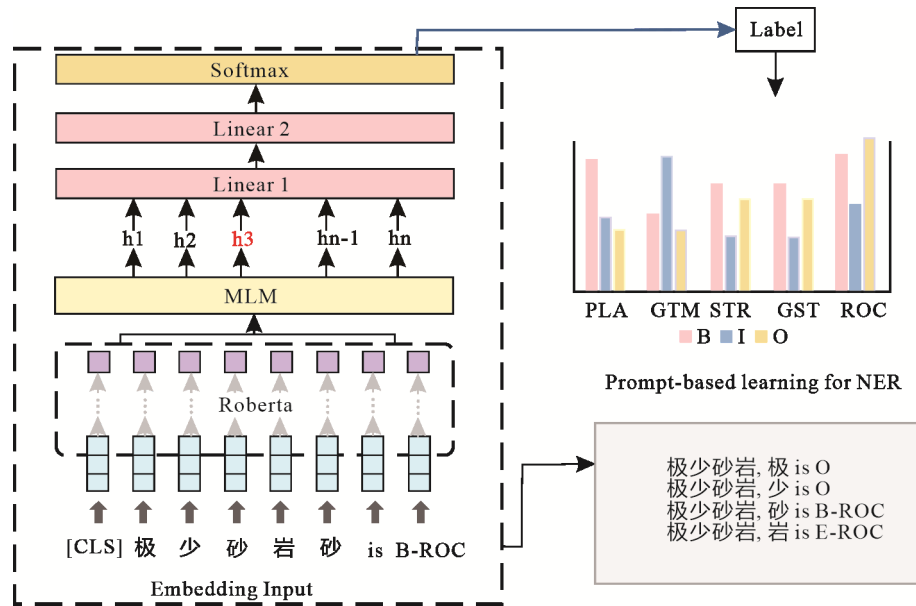 Label
Softmax
Linear 2
Linear 1
h1 h2 h3 hn-1 hn
MLM
Roberta
[CLS] 极 少 砂 岩 砂 is B-ROC
Embedding Input
PLA GTM STR GST ROC
B I O
Prompt-based learning for NER
极少砂岩, 极 is O
极少砂岩, 少 is O
极少砂岩, 砂 is B-ROC
极少砂岩, 岩 is E-ROC